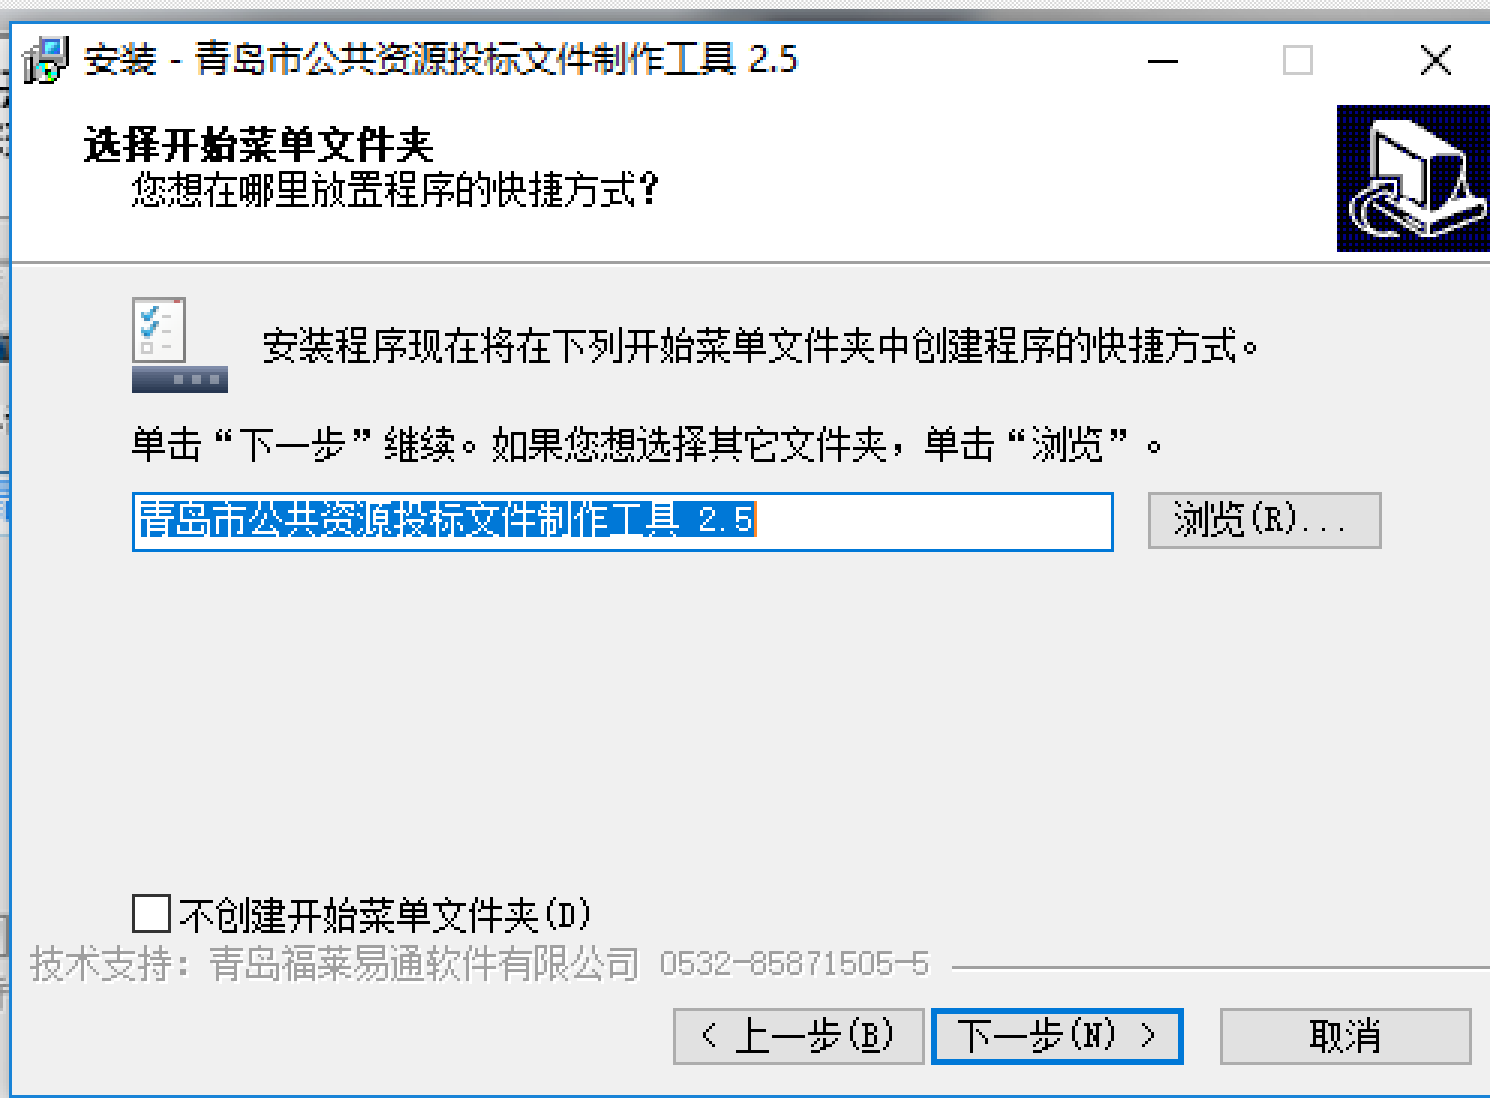 安装 - 青岛市公共资源投标文件制作工具 2.5
选择开始菜单文件夹
您想在哪里放置程序的快捷方式？
安装程序现在将在下列开始菜单文件夹中创建程序的快捷方式。
单击“下一步”继续。如果您想选择其它文件夹，单击“浏览”。
青岛市公共资源投标文件制作工具 2.5
浏览(R)...
不创建开始菜单文件夹(D)
技术支持：青岛福莱易通软件有限公司 0532-85871505-5
< 上一步(B)
下一步(N) >
取消